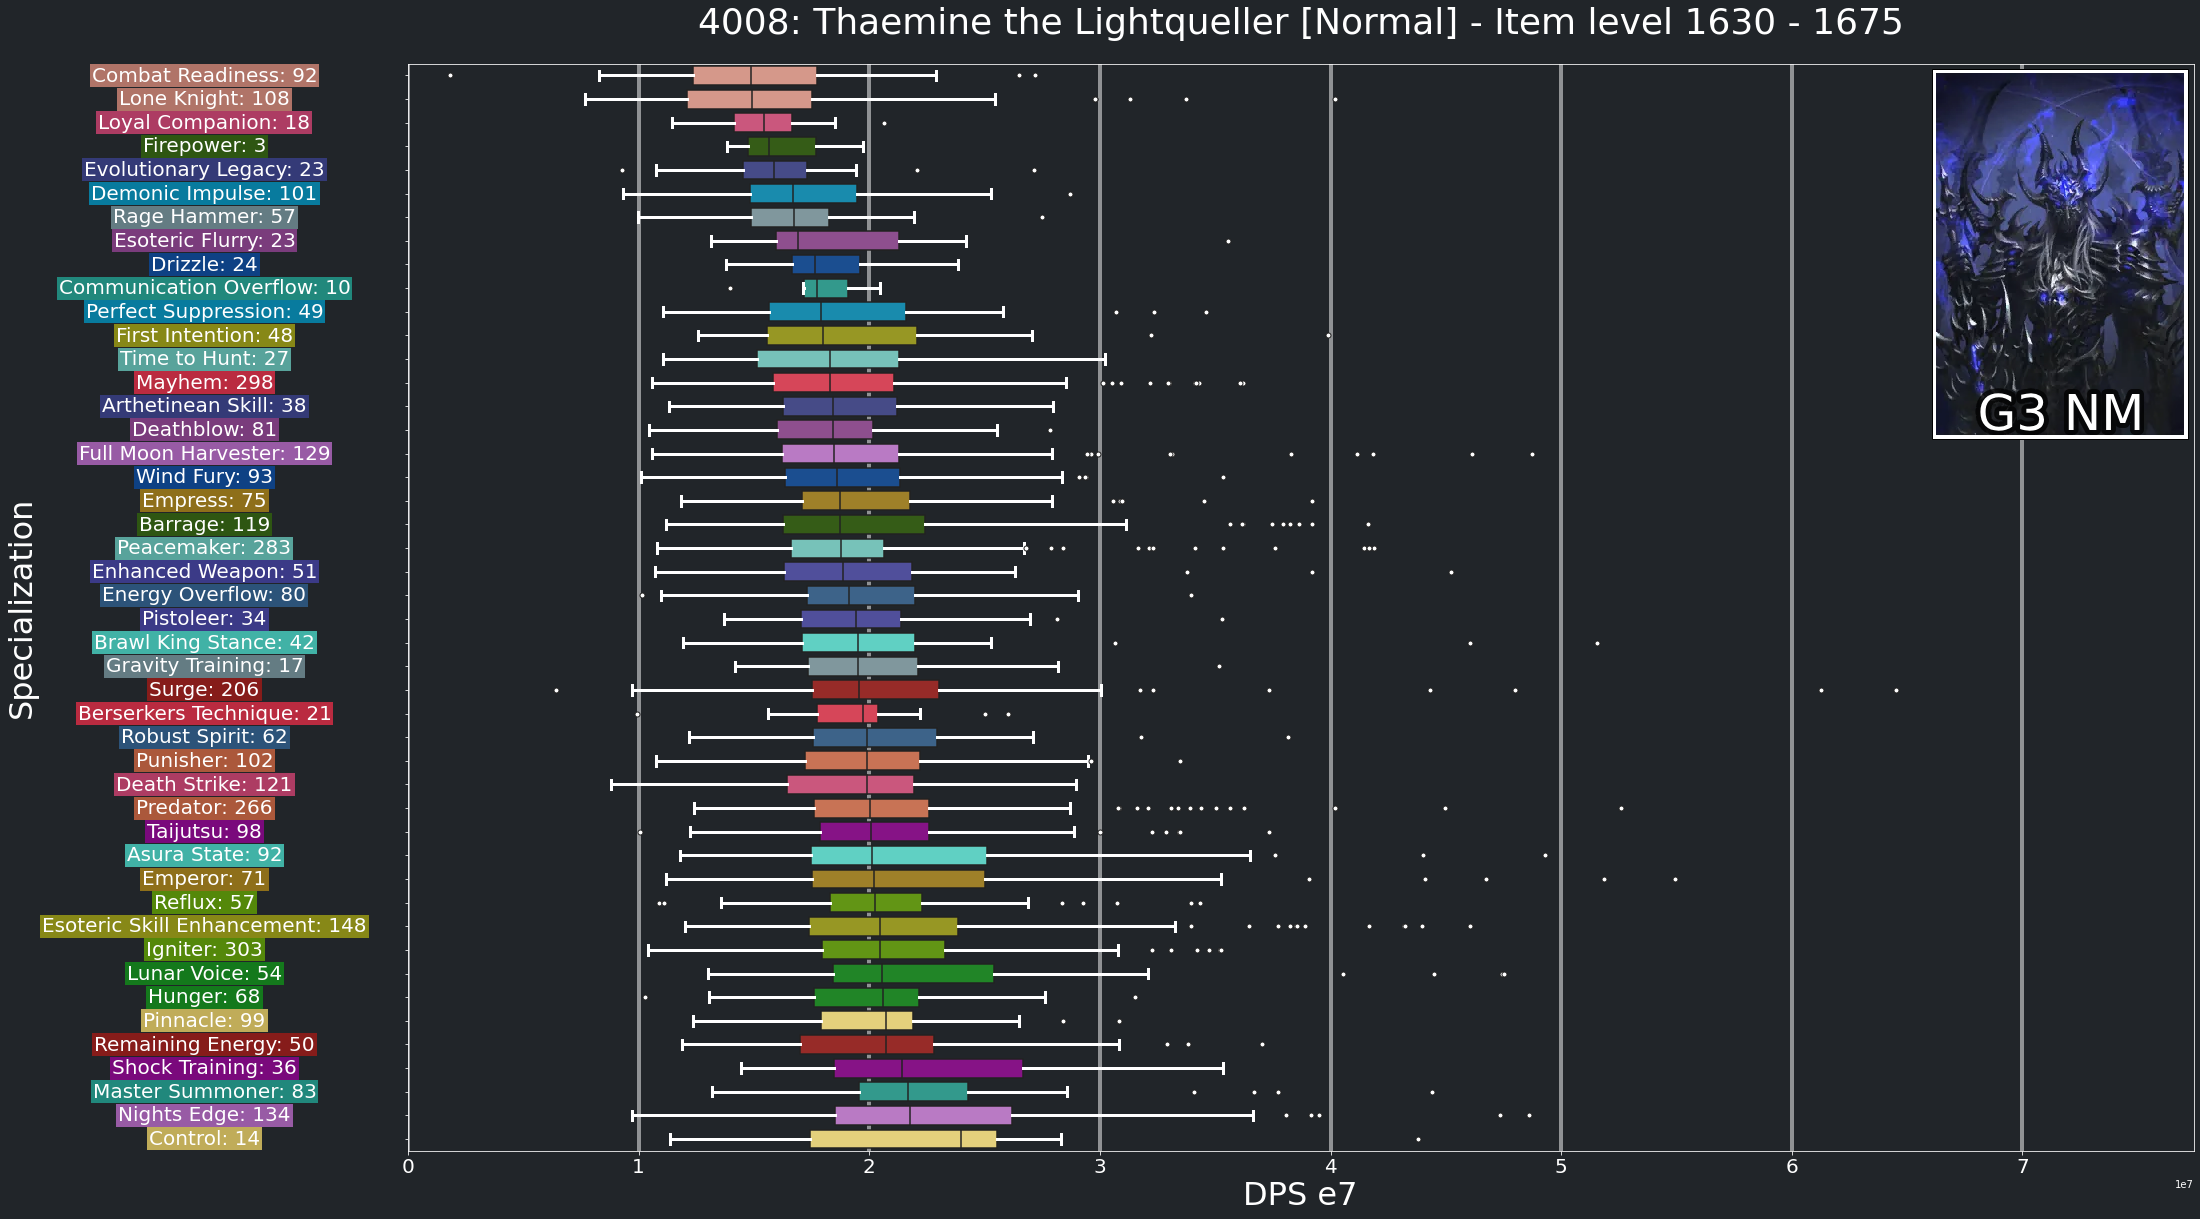 4008: Thaemine the Lightqueller [Normal] - Item level 1630 - 1675
Combat Readiness: 92
Lone Knight: 108
Loyal Companion: 18
Firepower: 3
Evolutionary Legacy: 23
Demonic Impulse: 101
Rage Hammer: 57
Esoteric Flurry: 23
Drizzle: 24
Communication Overflow: 10
Perfect Suppression: 49
First Intention: 48
Time to Hunt: 27
Mayhem: 298
Arthetinean Skill: 38
Deathblow: 81
Full Moon Harvester: 129
Wind Fury: 93
Empress: 75
Barrage: 119
Peacemaker: 283
Enhanced Weapon: 51
Energy Overflow: 80
Pistoleer: 34
Brawl King Stance: 42
Gravity Training: 17
Surge: 206
Berserkers Technique: 21
Robust Spirit: 62
Punisher: 102
Death Strike: 121
Predator: 266
Taijutsu: 98
Asura State: 92
Emperor: 71
Reflux: 57
Esoteric Skill Enhancement: 148
Igniter: 303
Lunar Voice: 54
Hunger: 68
Pinnacle: 99
Remaining Energy: 50
Shock Training: 36
Master Summoner: 83
Nights Edge: 134
Control: 14
Specialization
G3 NM
0 1 2 3 4 5 6 7
DPS e7
1e7